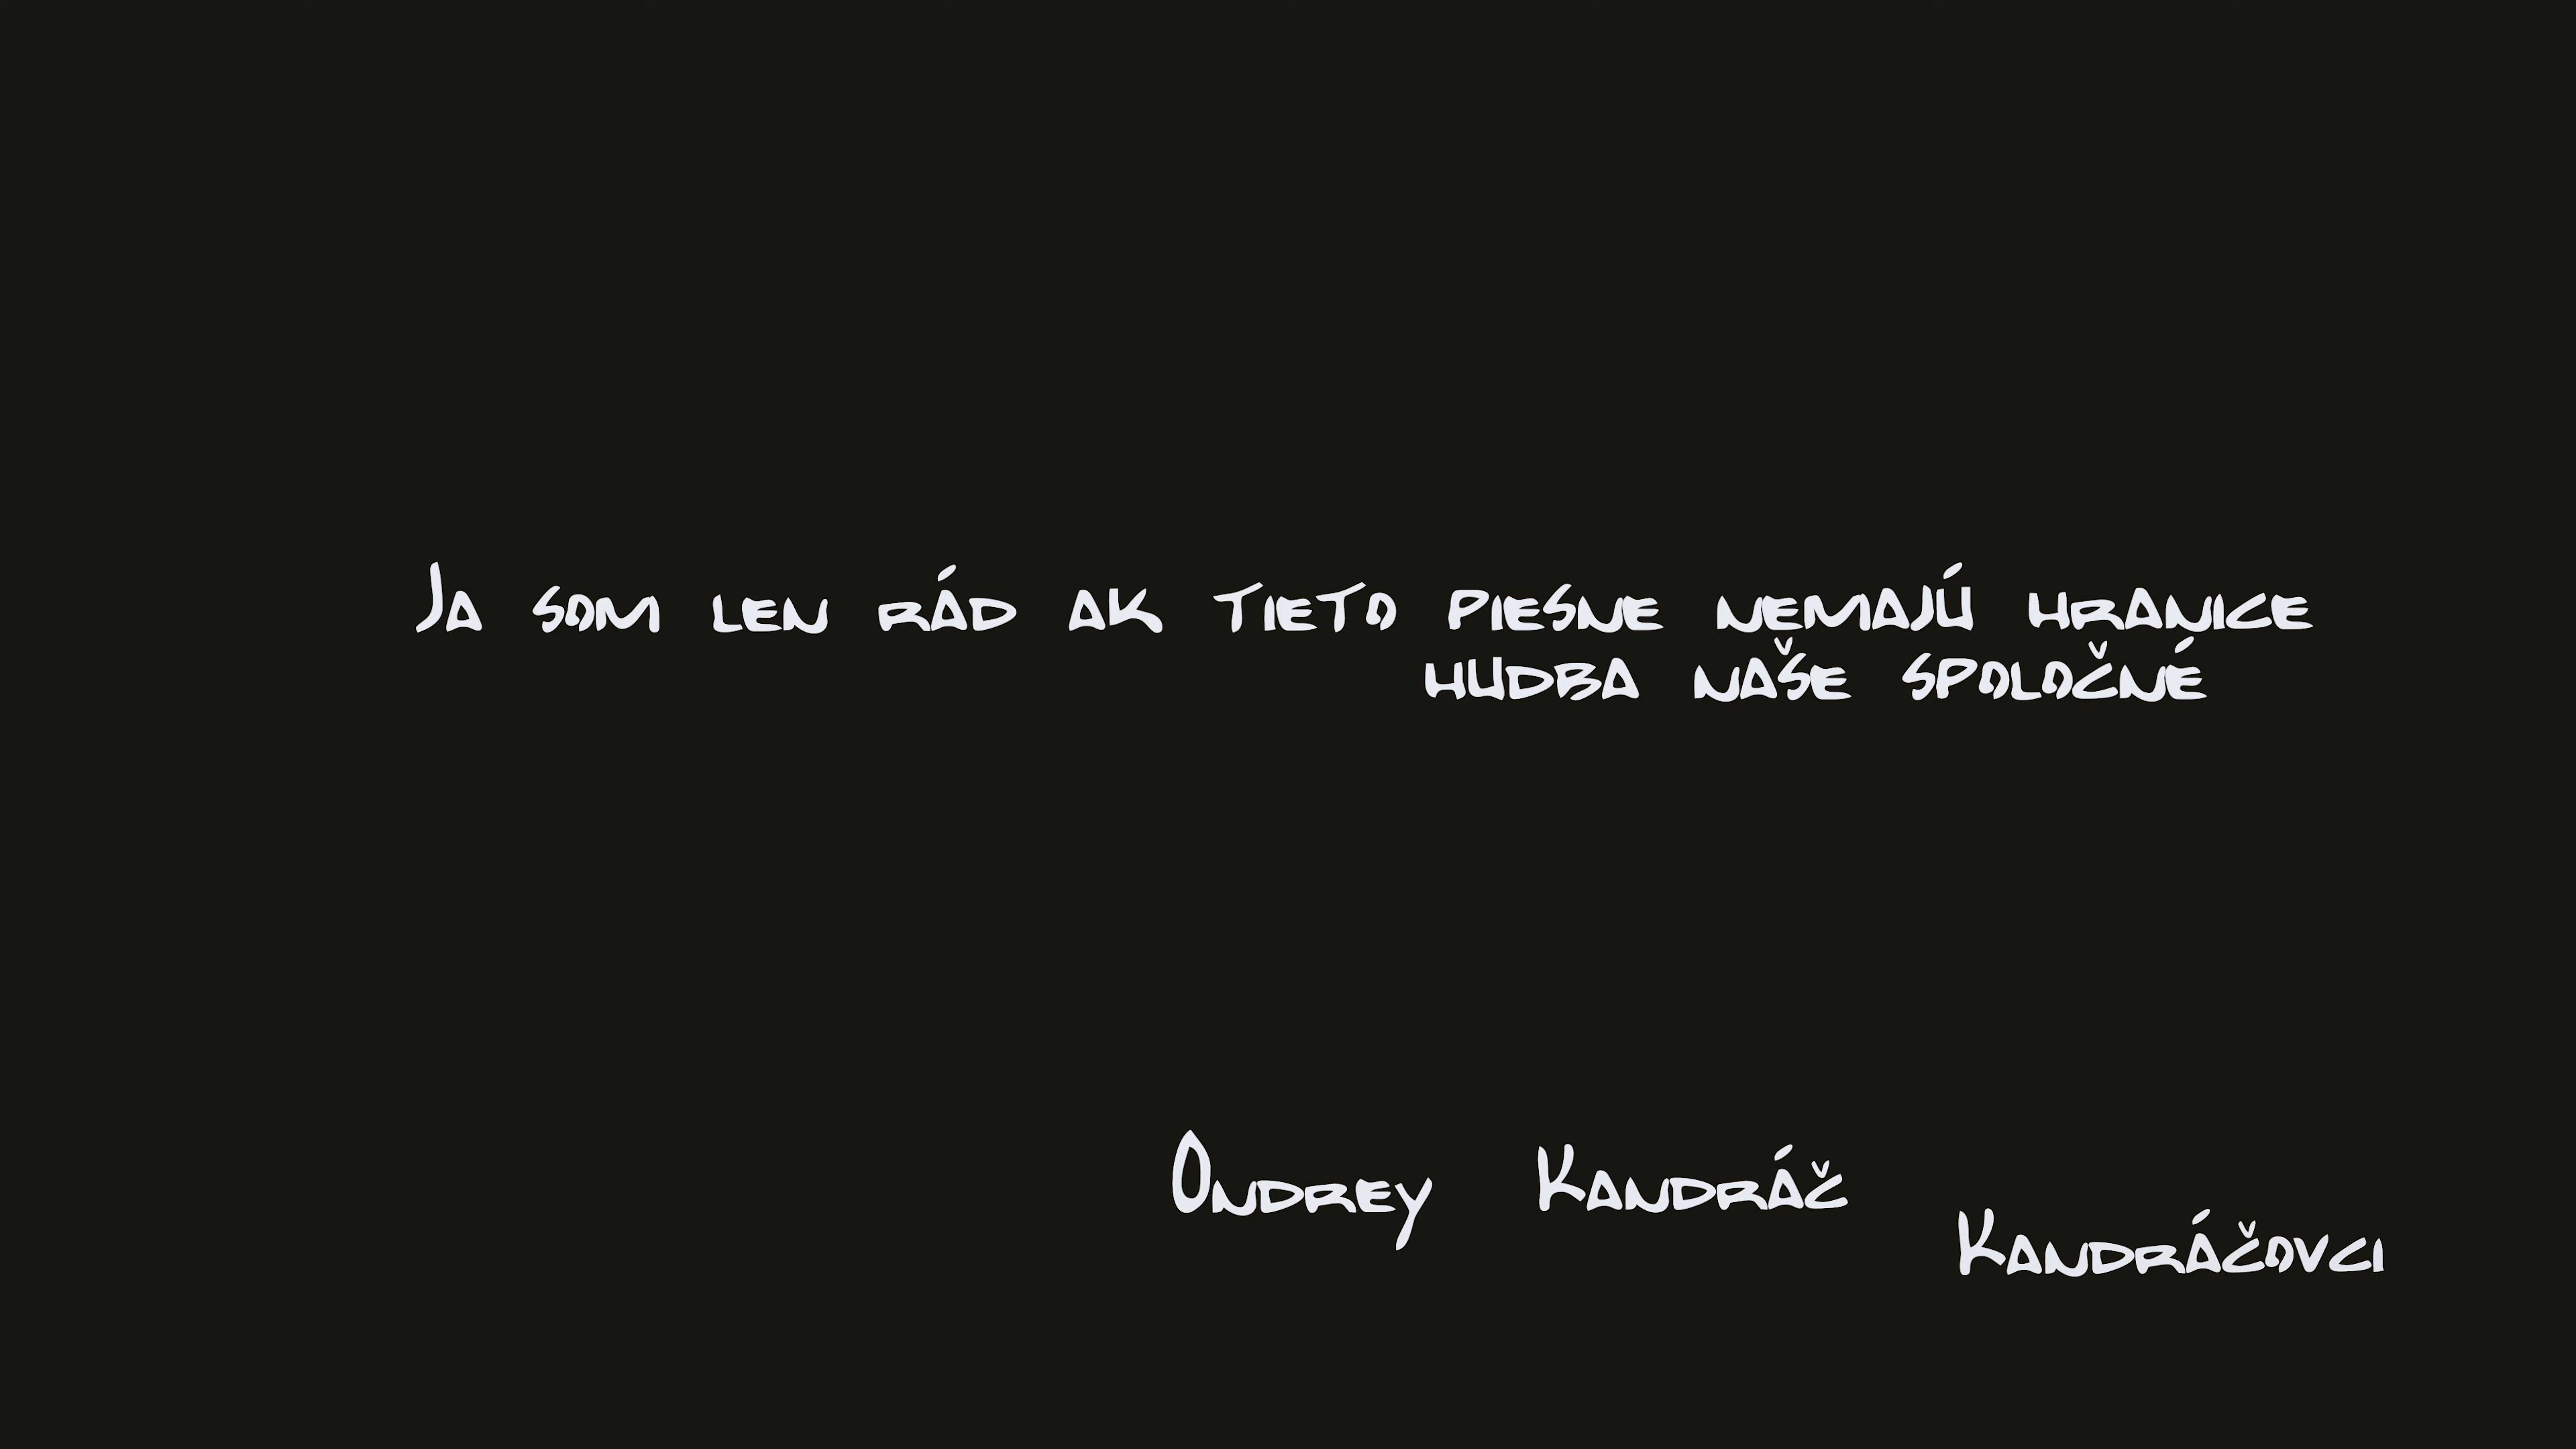 Ja som len rád ak tieto piesne nemajú hranice
hudba naše spoločné
Ondrey Kandráč
Kandráčovci